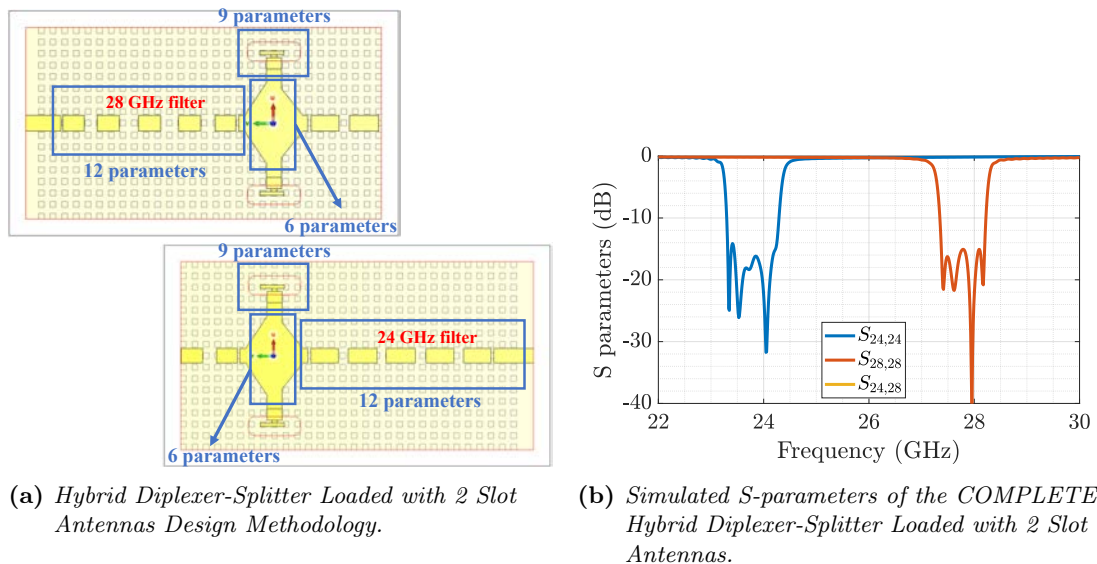 9 parameters
28 GHz filter
12 parameters
6 parameters
9 parameters
24 GHz filter
12 parameters
6 parameters
(a) Hybrid Diplexer-Splitter Loaded with 2 Slot
Antennas Design Methodology.
0
-10
-20
-30
-40
S parameters (dB)
S24,24
S28,28
S24,28
22 24 26 28 30
Frequency (GHz)
(b) Simulated S-parameters of the COMPLETE
Hybrid Diplexer-Splitter Loaded with 2 Slot
Antennas.